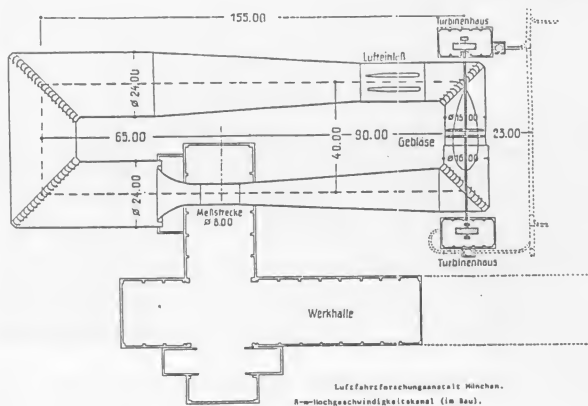 155.00
Turbinenhaus
Lufteinlaß
ø 24.00
65.00
40.00
90.00
ø 15.00
Gebläse
23.00
ø 16.00
ø 24.00
Meßstrecke
ø 8.00
Turbinenhaus
Werkhalle
Luftfahrtforschungsanstalt München.
8-m-Hochgeschwindigkeitskanal (im Bau).